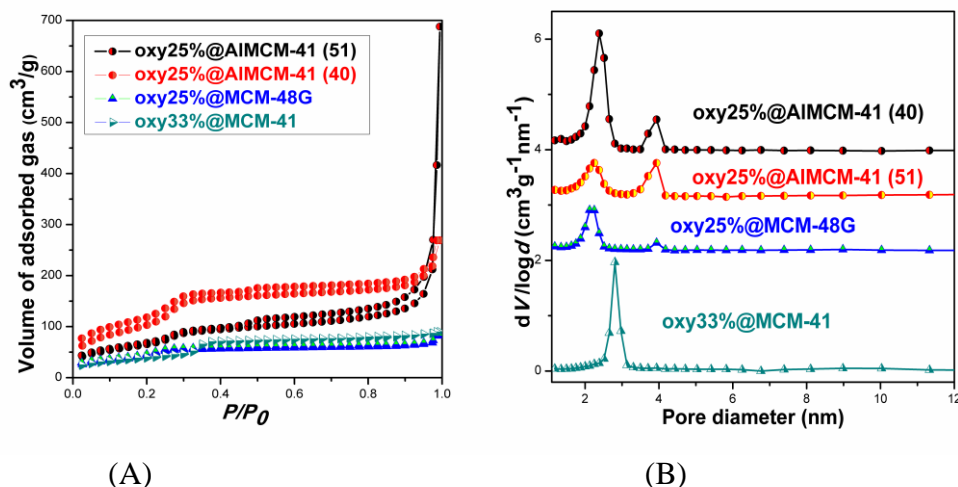 700
600
500
400
300
200
100
0
0.0 0.2 0.4 0.6 0.8 1.0
Volume of adsorbed gas (cm³/g)
P/P0
oxy25%@AlMCM-41 (51)
oxy25%@AlMCM-41 (40)
oxy25%@MCM-48G
oxy33%@MCM-41
(A)
dV/logd (cm³g⁻¹nm⁻¹)
4
2
0
oxy25%@AlMCM-41 (40)
oxy25%@AlMCM-41 (51)
oxy25%@MCM-48G
oxy33%@MCM-41
2 4 6 8 10 12
Pore diameter (nm)
(B)